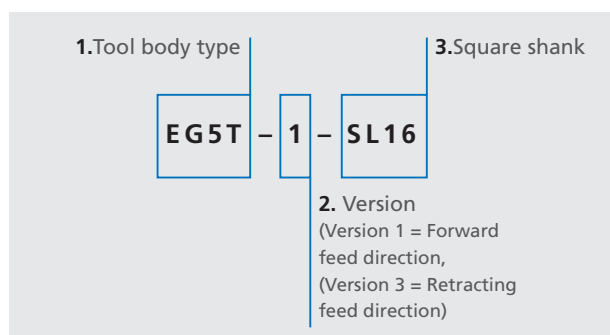 1.Tool body type
3.Square shank
EG5T – 1 – SL16
2. Version
(Version 1 = Forward
feed direction,
(Version 3 = Retracting
feed direction)